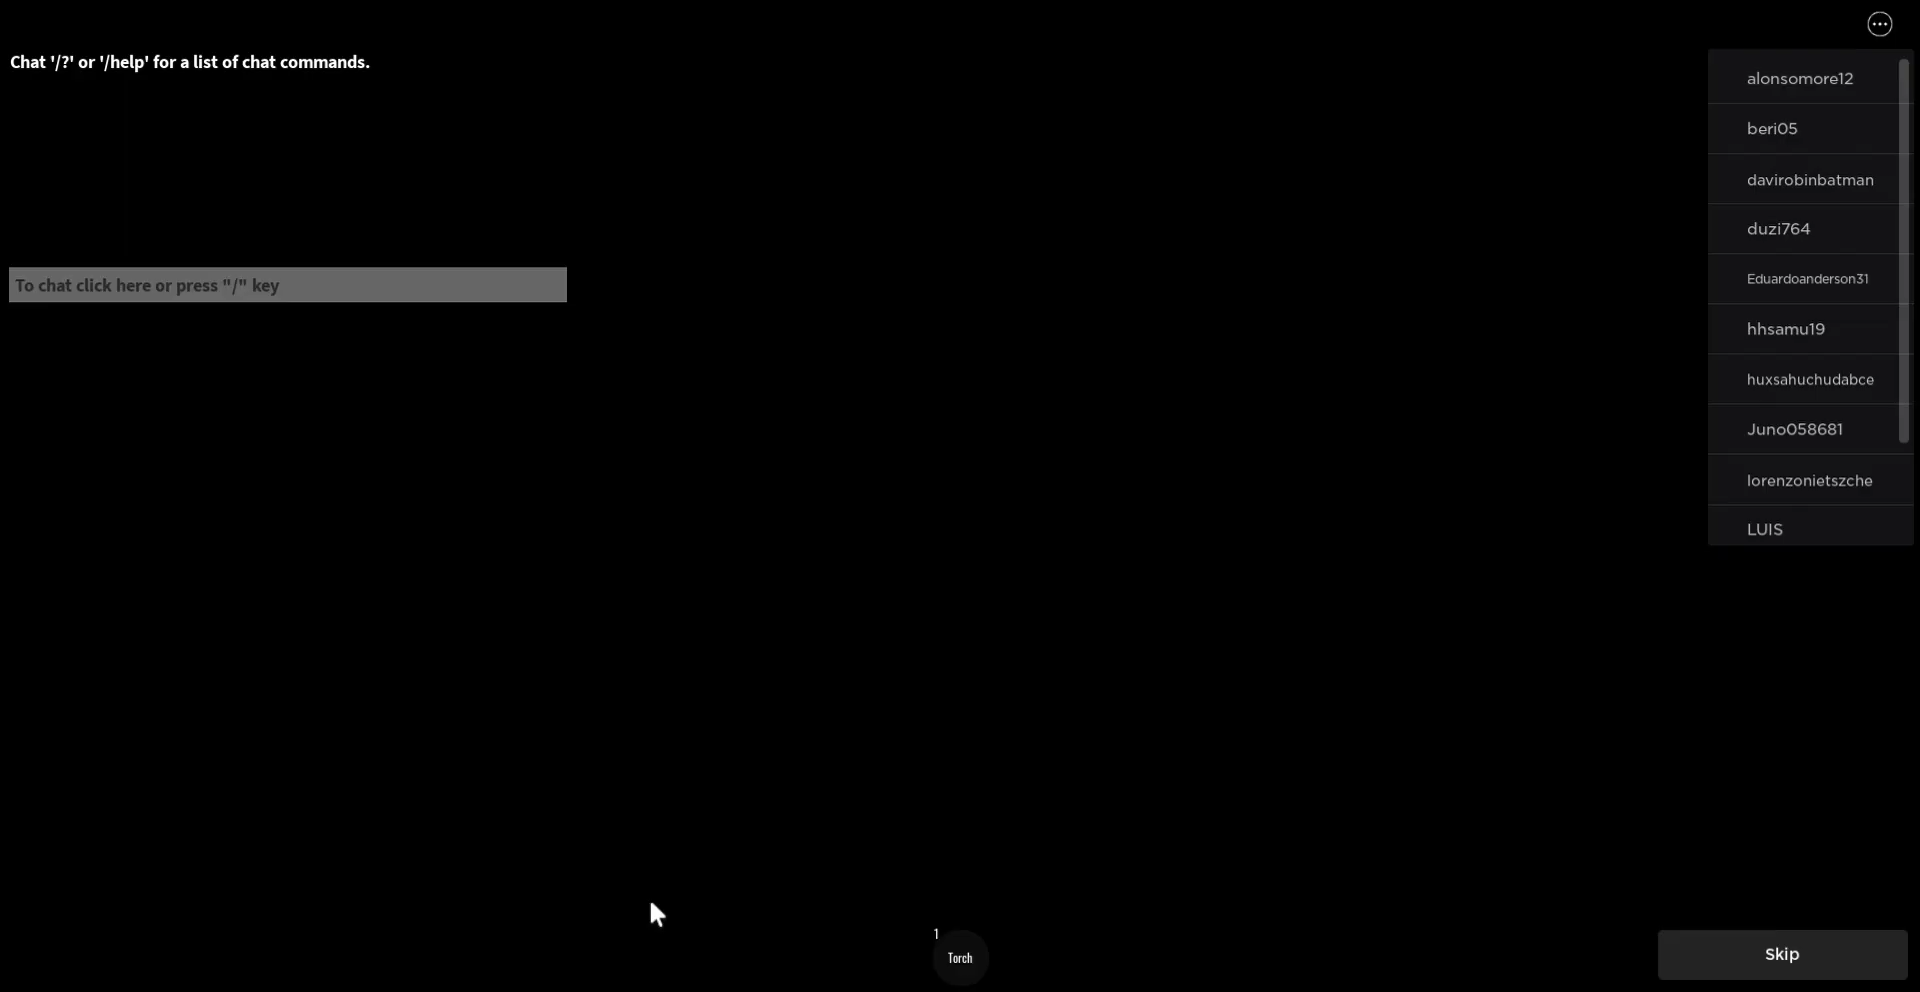 Chat '/?' or '/help' for a list of chat commands.
To chat click here or press "/" key
alonsomore12
beri05
davirobinbatman
duzi764
Eduardoanderson31
hhsamu19
huxsahuchudabce
Juno058681
lorenzonietszche
LUIS
1
Torch
Skip